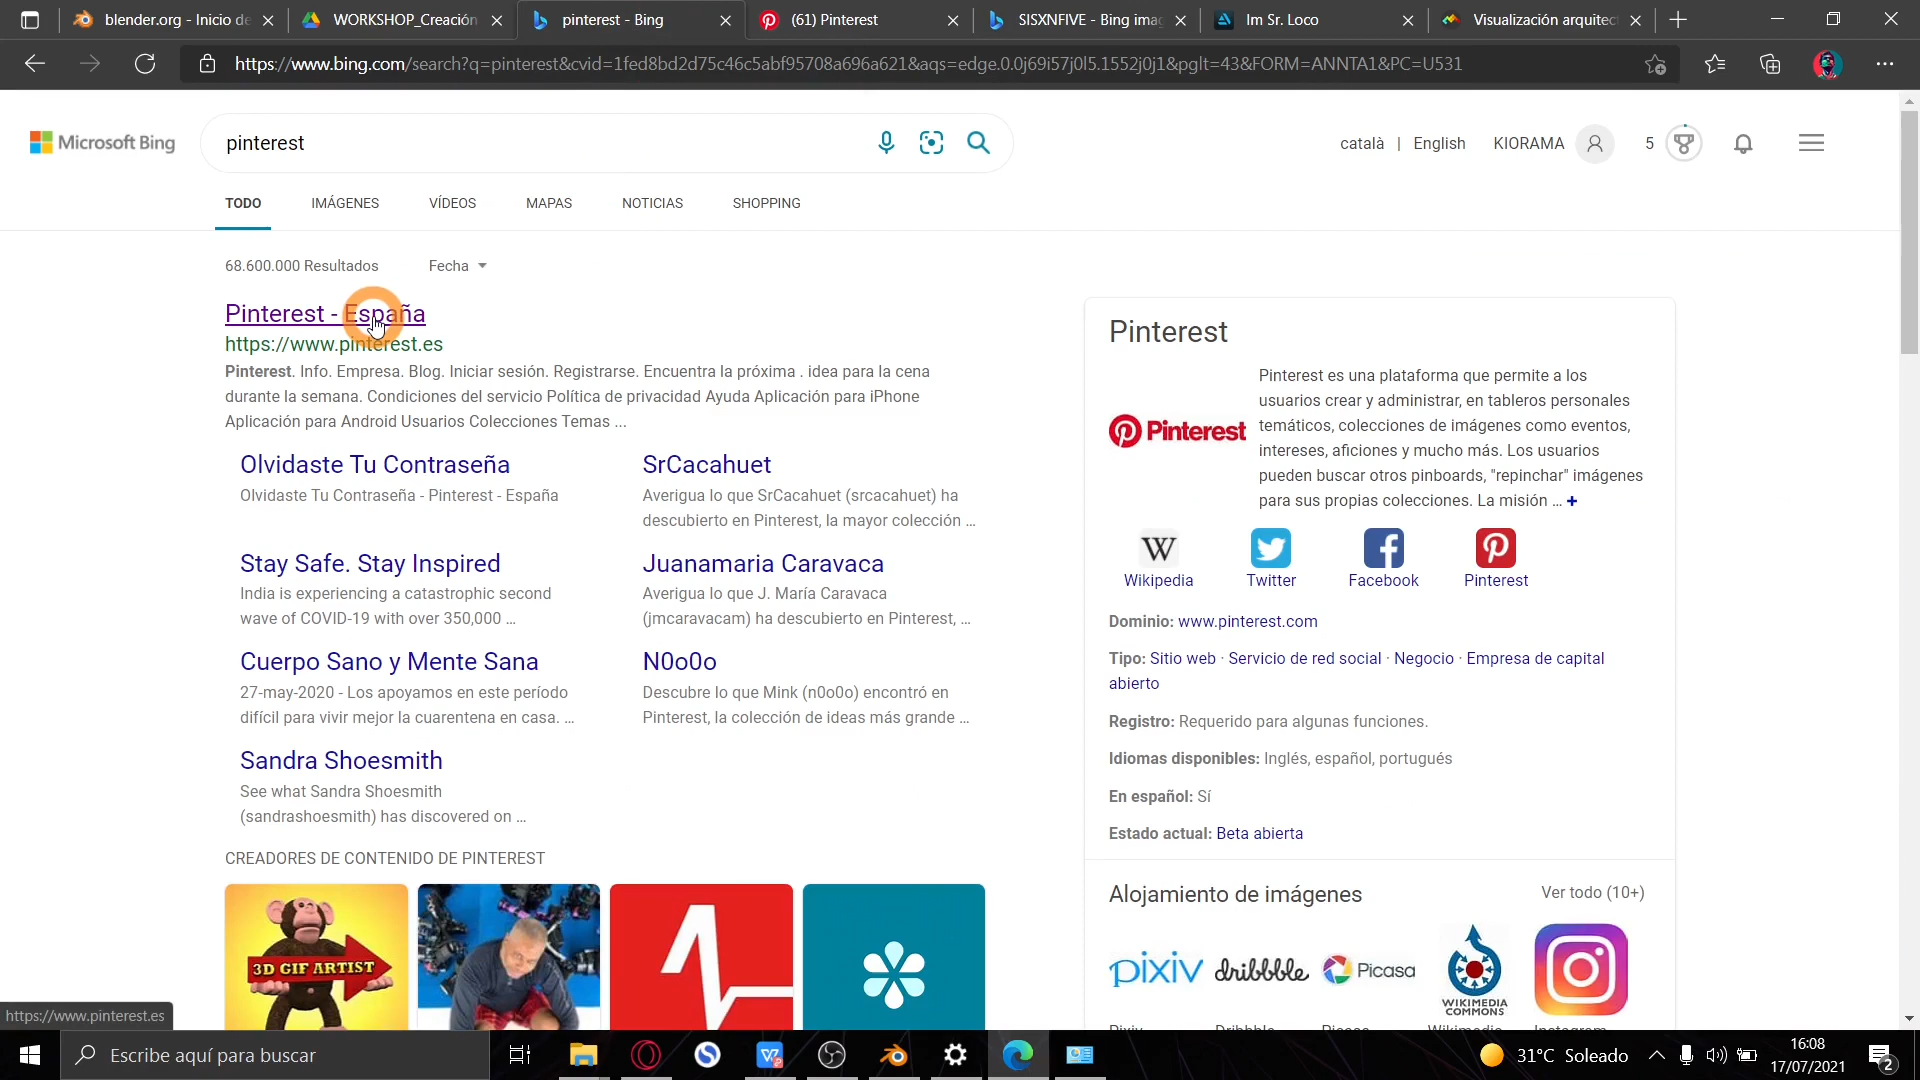 blender.org - Inicio de
WORKSHOP_Creación
pinterest - Bing
(61) Pinterest
SISXNFIVE - Bing imag
Im Sr. Loco
Visualización arquitec
https://www.bing.com/search?q=pinterest&cvid=1fed8bd2d75c46c5abf95708a696a621&aqs=edge.0.0j69i57j0l5.1552j0j1&pglt=43&FORM=ANNTA1&PC=U531
Microsoft Bing
pinterest
català | English KIORAMA 5
TODO IMÁGENES VÍDEOS MAPAS NOTICIAS SHOPPING
68.600.000 Resultados Fecha
Pinterest - España
https://www.pinterest.es
Pinterest. Info. Empresa. Blog. Iniciar sesión. Registrarse. Encuentra la próxima . idea para la cena
durante la semana. Condiciones del servicio Política de privacidad Ayuda Aplicación para iPhone
Aplicación para Android Usuarios Colecciones Temas ...
Olvidaste Tu Contraseña
Olvidaste Tu Contraseña - Pinterest - España
SrCacahuet
Averigua lo que SrCacahuet (srcacahuet) ha
descubierto en Pinterest, la mayor colección ...
Stay Safe. Stay Inspired
India is experiencing a catastrophic second
wave of COVID-19 with over 350,000 ...
Juanamaria Caravaca
Averigua lo que J. María Caravaca
(jmcaravacam) ha descubierto en Pinterest, ...
Cuerpo Sano y Mente Sana
27-may-2020 - Los apoyamos en este período
difícil para vivir mejor la cuarentena en casa. ...
N0o0o
Descubre lo que Mink (n0o0o) encontró en
Pinterest, la colección de ideas más grande ...
Sandra Shoesmith
See what Sandra Shoesmith
(sandrashoesmith) has discovered on ...
CREADORES DE CONTENIDO DE PINTEREST
3D GIF ARTIST
Pinterest
Pinterest
Pinterest es una plataforma que permite a los
usuarios crear y administrar, en tableros personales
temáticos, colecciones de imágenes como eventos,
intereses, aficiones y mucho más. Los usuarios
pueden buscar otros pinboards, "repinchar" imágenes
para sus propias colecciones. La misión ... +
W
Wikipedia Twitter Facebook Pinterest
Dominio: www.pinterest.com
Tipo: Sitio web · Servicio de red social · Negocio · Empresa de capital
abierto
Registro: Requerido para algunas funciones.
Idiomas disponibles: Inglés, español, portugués
En español: Sí
Estado actual: Beta abierta
Alojamiento de imágenes Ver todo (10+)
pixiv dribbble Picasa WIKIMEDIA
COMMONS
Pixiv Dribbble Picasa Wikimedia Instagram
https://www.pinterest.es
Escribe aquí para buscar
31°C Soleado
16:08
17/07/2021
2